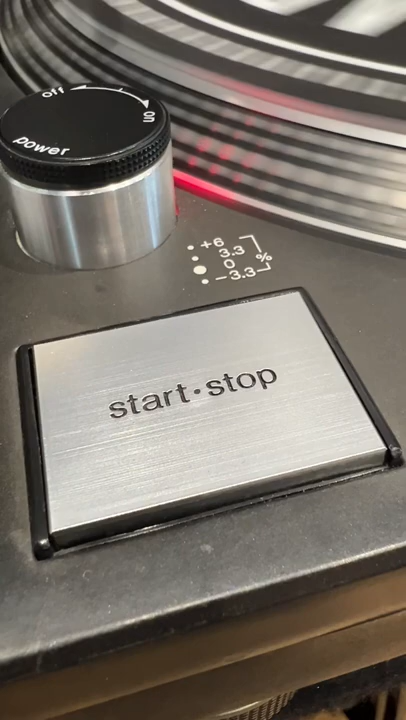 off
on
power
+6
3.3
0
%
-3.3
start·stop